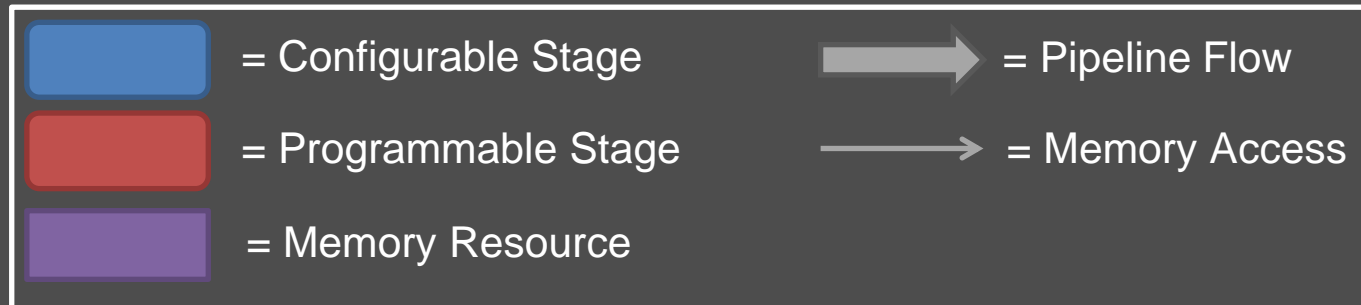 = Configurable Stage
= Pipeline Flow
= Programmable Stage
= Memory Access
= Memory Resource